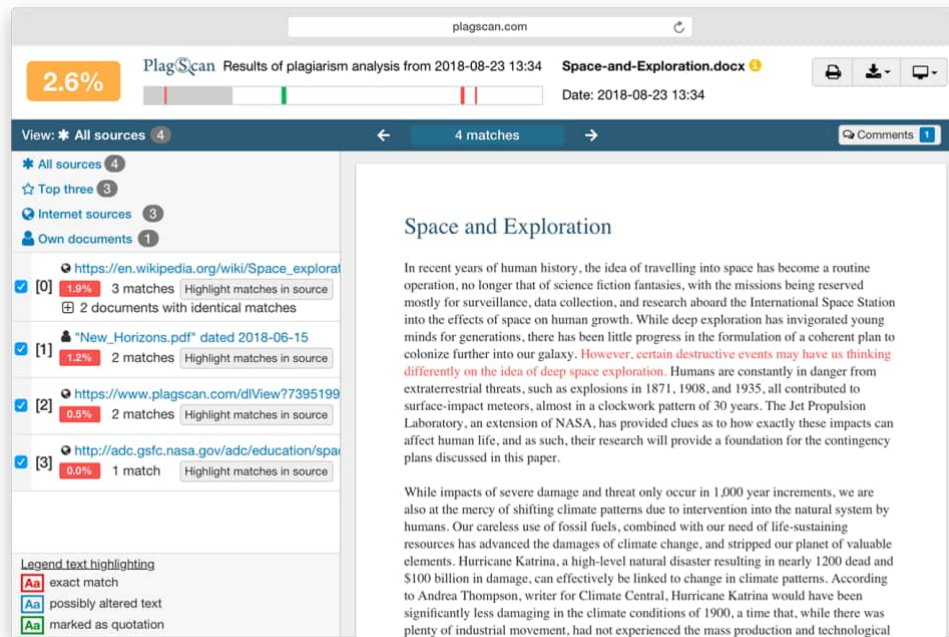 plagscan.com
2.6%
PlagScan Results of plagiarism analysis from 2018-08-23 13:34
Space-and-Exploration.docx
Date: 2018-08-23 13:34
View: ✱ All sources 4
4 matches
Comments 1
✱ All sources 4
Top three 3
Internet sources 3
Own documents 1
[0] https://en.wikipedia.org/wiki/Space_explorat
1.9% 3 matches Highlight matches in source
2 documents with identical matches
[1] "New_Horizons.pdf" dated 2018-06-15
1.2% 2 matches Highlight matches in source
[2] https://www.plagscan.com/dlView?7395199
0.5% 2 matches Highlight matches in source
[3] http://adc.gsfc.nasa.gov/adc/education/spa
0.0% 1 match Highlight matches in source
Legend text highlighting
Aa exact match
Aa possibly altered text
Aa marked as quotation
Space and Exploration
In recent years of human history, the idea of travelling into space has become a routine
operation, no longer that of science fiction fantasies, with the missions being reserved
mostly for surveillance, data collection, and research aboard the International Space Station
into the effects of space on human growth. While deep exploration has invigorated young
minds for generations, there has been little progress in the formulation of a coherent plan to
colonize further into our galaxy. However, certain destructive events may have us thinking
differently on the idea of deep space exploration. Humans are constantly in danger from
extraterrestrial threats, such as explosions in 1871, 1908, and 1935, all contributed to
surface-impact meteors, almost in a clockwork pattern of 30 years. The Jet Propulsion
Laboratory, an extension of NASA, has provided clues as to how exactly these impacts can
affect human life, and as such, their research will provide a foundation for the contingency
plans discussed in this paper.
While impacts of severe damage and threat only occur in 1,000 year increments, we are
also at the mercy of shifting climate patterns due to intervention into the natural system by
humans. Our careless use of fossil fuels, combined with our need of life-sustaining
resources has advanced the damages of climate change, and stripped our planet of valuable
elements. Hurricane Katrina, a high-level natural disaster resulting in nearly 1200 dead and
$100 billion in damage, can effectively be linked to change in climate patterns. According
to Andrea Thompson, writer for Climate Central, Hurricane Katrina would have been
significantly less damaging in the climate conditions of 1900, a time that, while there was
plenty of industrial movement, had not experienced the mass production and technological